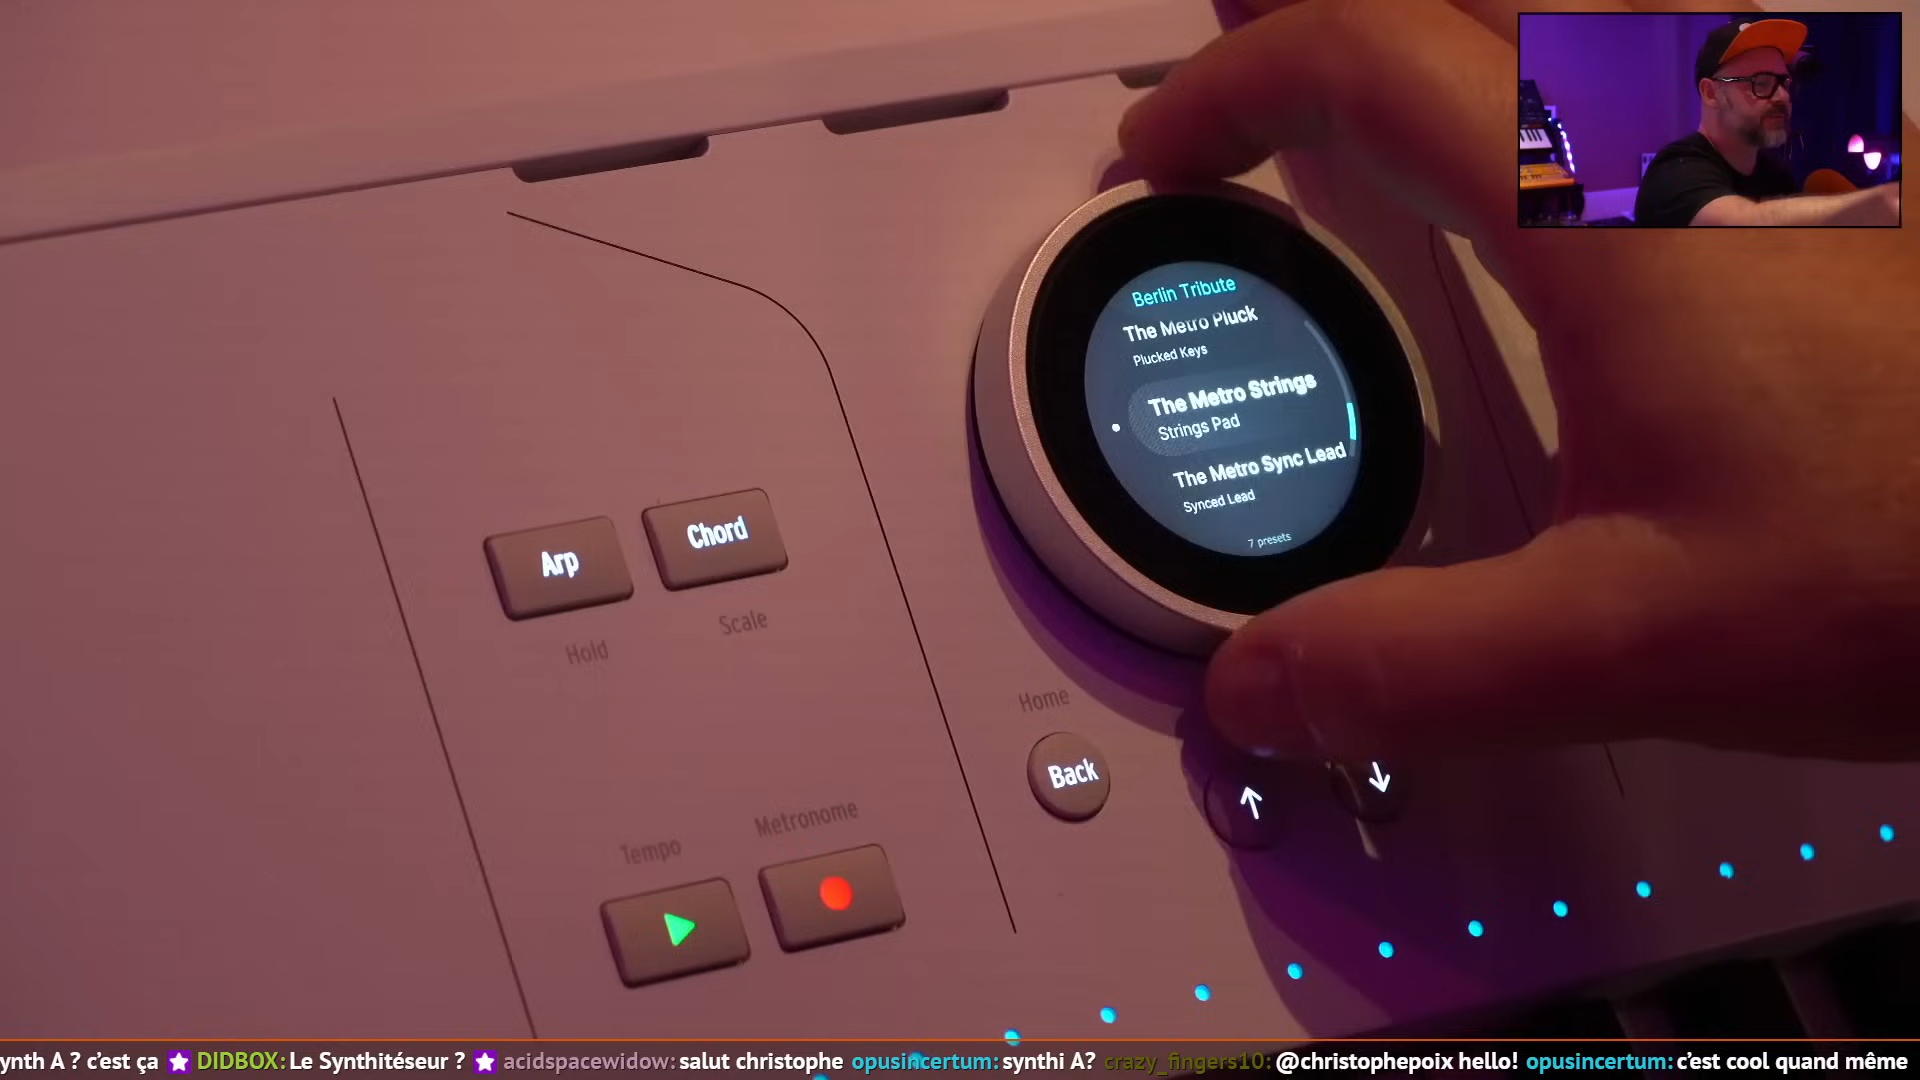 Berlin Tribute
The Metro Pluck
Plucked Keys
The Metro Strings
Strings Pad
The Metro Sync Lead
Synced Lead
7 presets
Arp
Chord
Hold
Scale
Home
Back
Tempo
Metronome
ynth A ? c'est ça DIDBOX: Le Synthitéseur ? acidspacewidow: salut christophe opusincertum: synthi A? crazy_fingers10: @christophepoix hello! opusincertum: c'est cool quand même